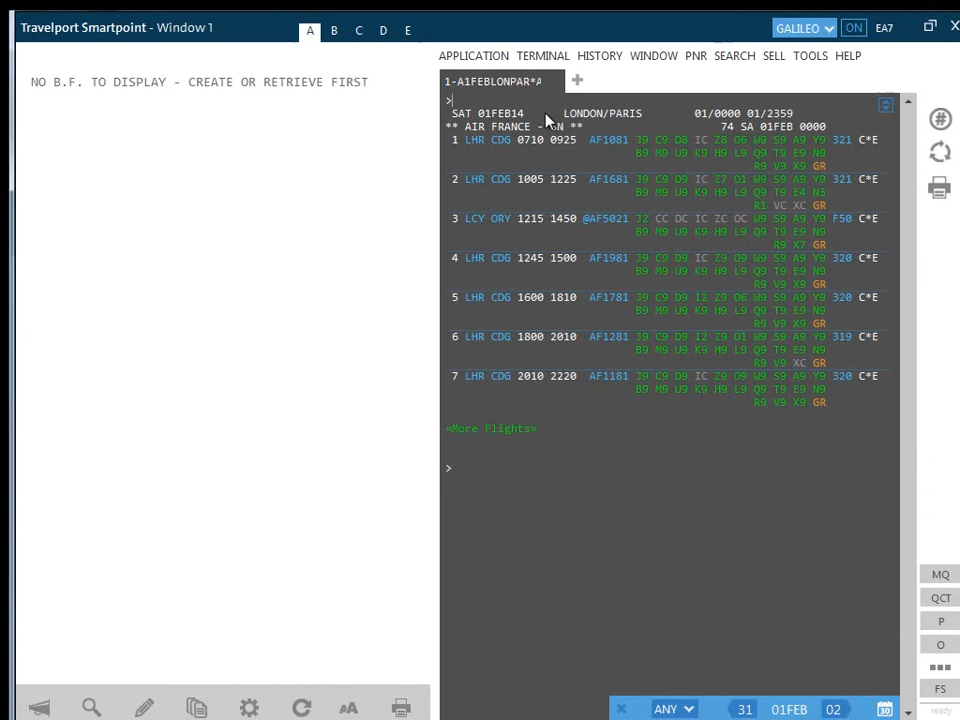 Travelport Smartpoint - Window 1
A B C D E
GALILEO ON EA7
APPLICATION TERMINAL HISTORY WINDOW PNR SEARCH SELL TOOLS HELP
NO B.F. TO DISPLAY - CREATE OR RETRIEVE FIRST
1-A1FEBLONPAR*A
>
SAT 01FEB14 LONDON/PARIS 01/0000 01/2359
** AIR FRANCE - GN ** 74 SA 01FEB 0000
1 LHR CDG 0710 0925 AF1081 J9 C9 D8 IC Z8 O6 W9 S9 A9 Y9 321 C*E
B9 M9 U9 K9 H9 L9 Q9 T9 E9 N9
R9 V9 X9 GR
2 LHR CDG 1005 1225 AF1681 J9 C9 D9 IC Z7 O1 W9 S9 A9 Y9 321 C*E
B9 M9 U9 K9 H9 L9 Q9 T9 E4 N3
R1 VC XC GR
3 LCY ORY 1215 1450 @AF5021 J2 CC DC IC ZC OC W9 S9 A9 Y9 F50 C*E
B9 M9 U9 K9 H9 L9 Q9 T9 E9 N9
R9 X7 GR
4 LHR CDG 1245 1500 AF1981 J9 C9 D9 IC Z9 O9 W9 S9 A9 Y9 320 C*E
B9 M9 U9 K9 H9 L9 Q9 T9 E9 N9
R9 V9 X9 GR
5 LHR CDG 1600 1810 AF1781 J9 C9 D9 I2 Z9 O6 W9 S9 A9 Y9 320 C*E
B9 M9 U9 K9 H9 L9 Q9 T9 E9 N9
R9 V9 X9 GR
6 LHR CDG 1800 2010 AF1281 J9 C9 D9 I2 Z9 O1 W9 S9 A9 Y9 319 C*E
B9 M9 U9 K9 H9 L9 Q9 T9 E9 N9
R9 V9 XC GR
7 LHR CDG 2010 2220 AF1181 J9 C9 D9 IC Z9 O9 W9 S9 A9 Y9 320 C*E
B9 M9 U9 K9 H9 L9 Q9 T9 E9 N9
R9 V9 X9 GR
«More Flights»
>
MQ
QCT
P
O
FS
ready
AA
ANY 31 01FEB 02 30